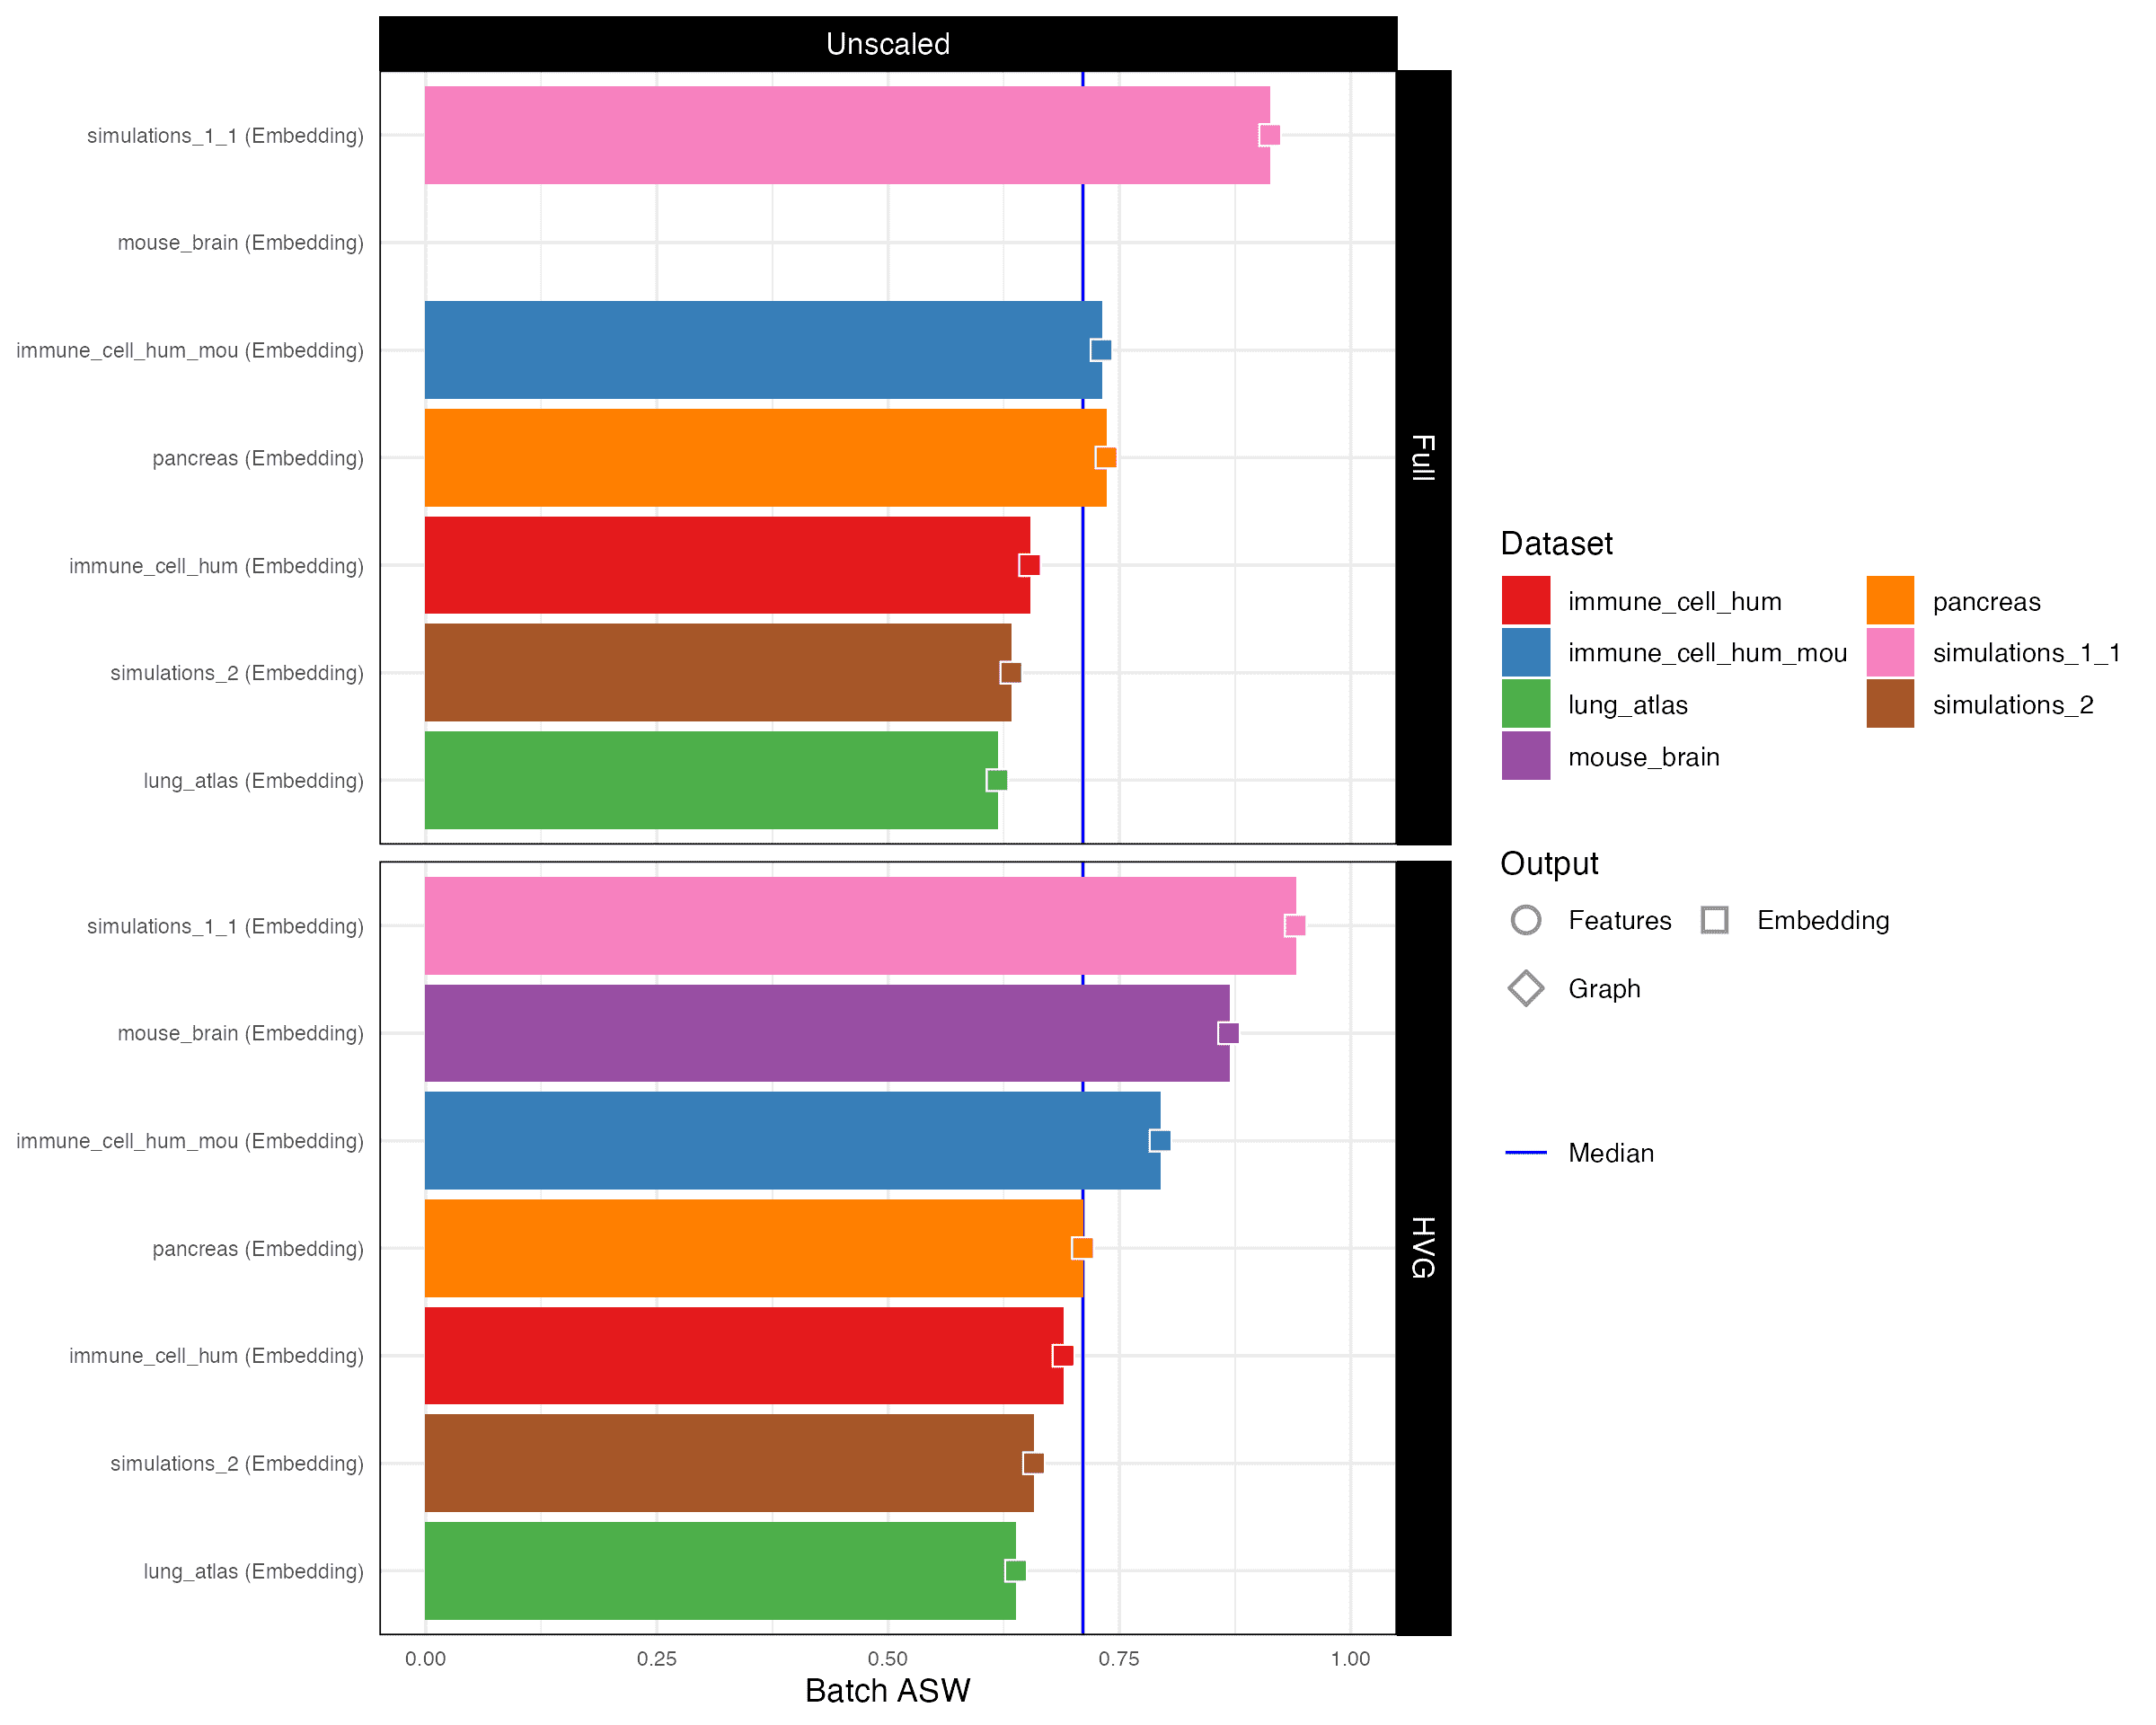 Unscaled
simulations_1_1 (Embedding)
mouse_brain (Embedding)
immune_cell_hum_mou (Embedding)
pancreas (Embedding)
immune_cell_hum (Embedding)
simulations_2 (Embedding)
lung_atlas (Embedding)
Full
simulations_1_1 (Embedding)
mouse_brain (Embedding)
immune_cell_hum_mou (Embedding)
pancreas (Embedding)
immune_cell_hum (Embedding)
simulations_2 (Embedding)
lung_atlas (Embedding)
HVG
0.00 0.25 0.50 0.75 1.00
Batch ASW
Dataset
immune_cell_hum pancreas
immune_cell_hum_mou simulations_1_1
lung_atlas simulations_2
mouse_brain
Output
Features Embedding
Graph
Median